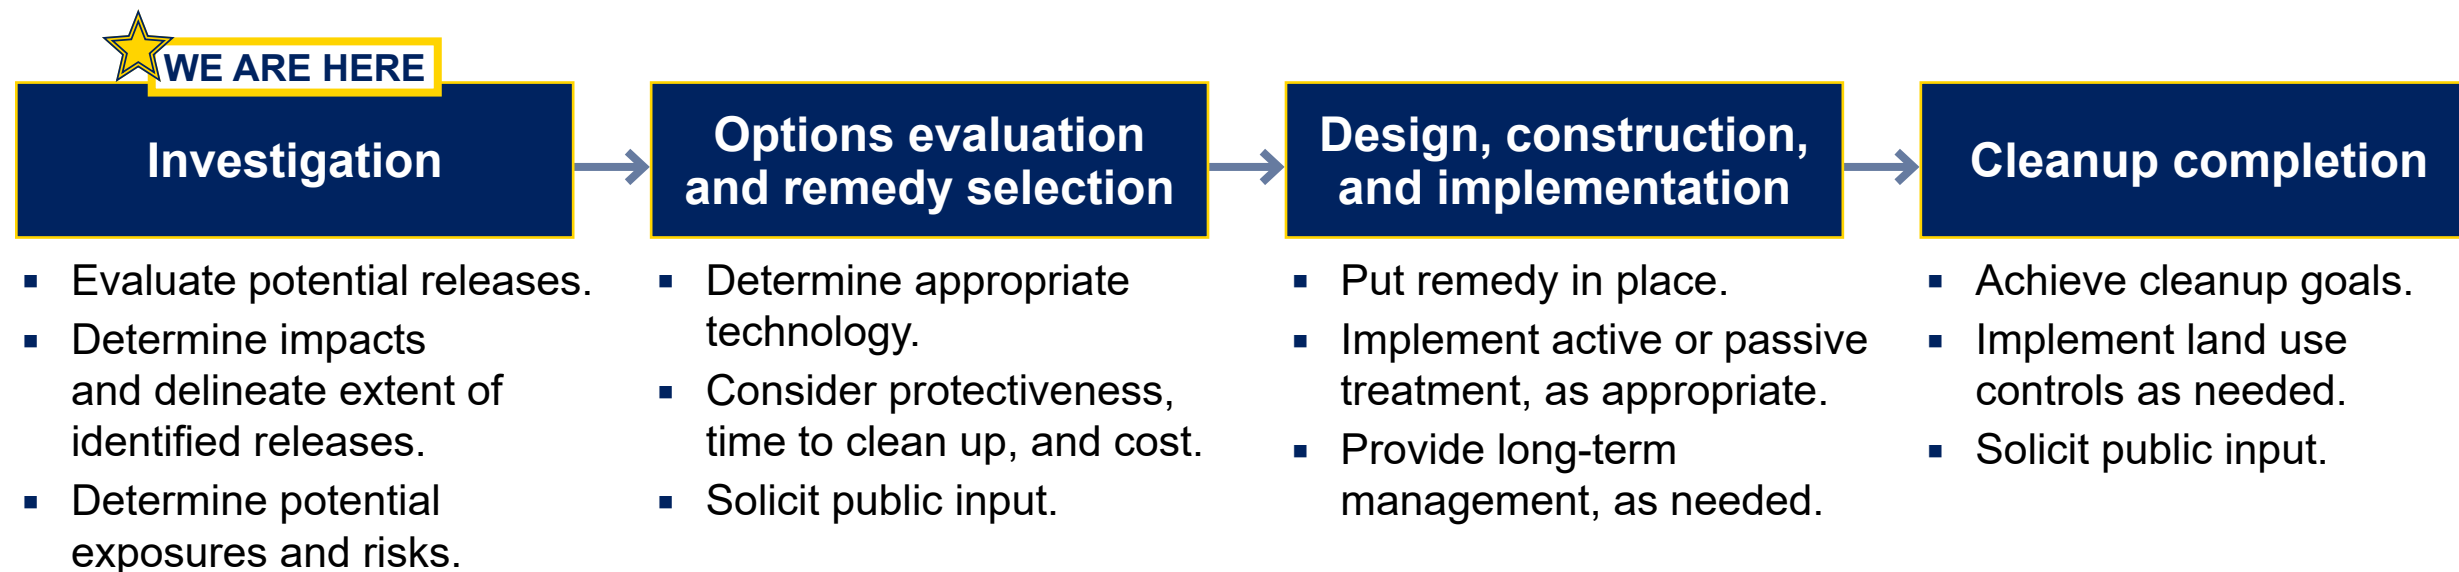 WE ARE HERE
Investigation
▪ Evaluate potential releases.
▪ Determine impacts
and delineate extent of
identified releases.
▪ Determine potential
exposures and risks.
Options evaluation
and remedy selection
▪ Determine appropriate
technology.
▪ Consider protectiveness,
time to clean up, and cost.
▪ Solicit public input.
Design, construction,
and implementation
▪ Put remedy in place.
▪ Implement active or passive
treatment, as appropriate.
▪ Provide long-term
management, as needed.
Cleanup completion
▪ Achieve cleanup goals.
▪ Implement land use
controls as needed.
▪ Solicit public input.